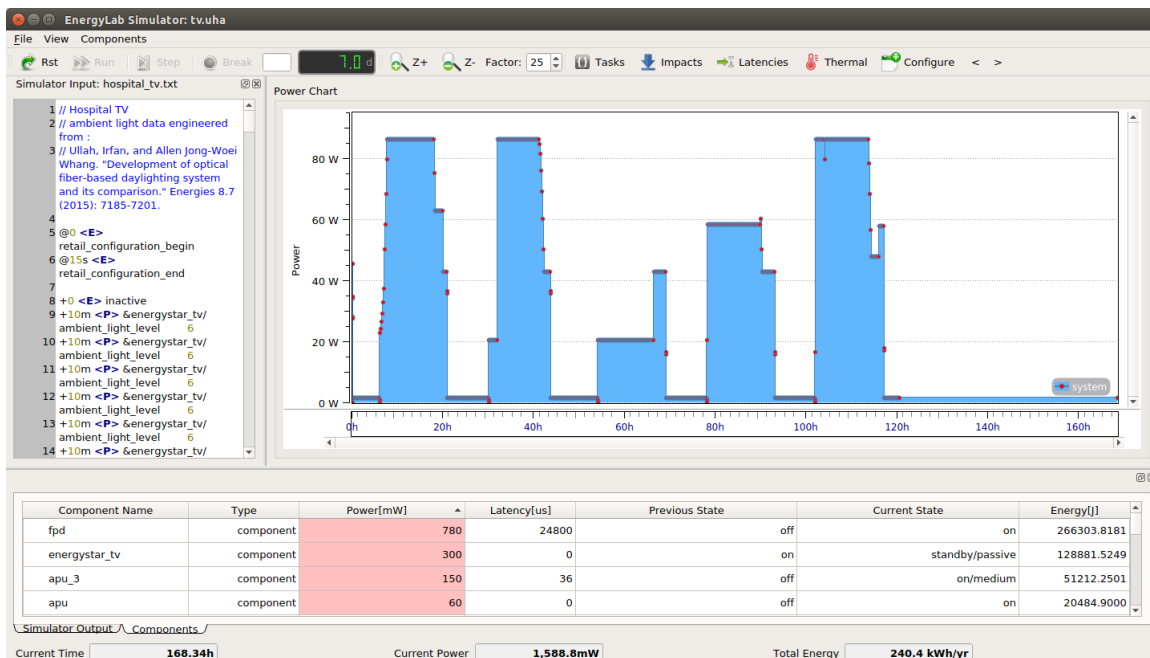 EnergyLab Simulator: tv.uha
File View Components
Rst Run Step Break 7.0 d Z+ Z- Factor: 25 Tasks Impacts Latencies Thermal Configure < >
Simulator Input: hospital_tv.txt
1 // Hospital TV
2 // ambient light data engineered
from :
3 // Ullah, Irfan, and Allen Jong-Woei
Whang. "Development of optical
fiber-based daylighting system
and its comparison." Energies 8.7
(2015): 7185-7201.
4
5 @0 <E>
retail_configuration_begin
6 @15s <E>
retail_configuration_end
7
8 +0 <E> inactive
9 +10m <P> &energystar_tv/
ambient_light_level 6
10 +10m <P> &energystar_tv/
ambient_light_level 6
11 +10m <P> &energystar_tv/
ambient_light_level 6
12 +10m <P> &energystar_tv/
ambient_light_level 6
13 +10m <P> &energystar_tv/
ambient_light_level 6
14 +10m <P> &energystar_tv/
Power Chart
80 W
60 W
40 W
20 W
0 W
Power
system
0h 20h 40h 60h 80h 100h 120h 140h 160h
Component Name Type Power[mW] Latency[us] Previous State Current State Energy[J]
fpd component 780 24800 off on 266303.8181
energystar_tv component 300 0 on standby/passive 128881.5249
apu_3 component 150 36 off on/medium 51212.2501
apu component 60 0 off on 20484.9000
Simulator Output Components
Current Time 168.34h Current Power 1,588.8mW Total Energy 240.4 kWh/yr